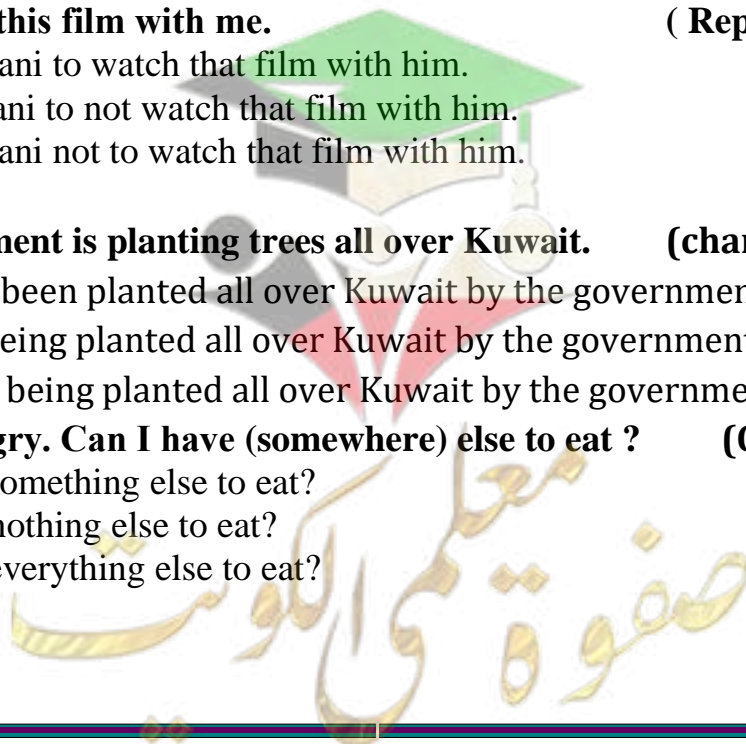 this film with me. ( Rep
ani to watch that film with him.
ani to not watch that film with him.
ani not to watch that film with him.
ment is planting trees all over Kuwait. (char
been planted all over Kuwait by the governmen
eing planted all over Kuwait by the government
being planted all over Kuwait by the governme
gry. Can I have (somewhere) else to eat ? (C
omething else to eat?
nothing else to eat?
everything else to eat?
صفوة معلمي الكويت